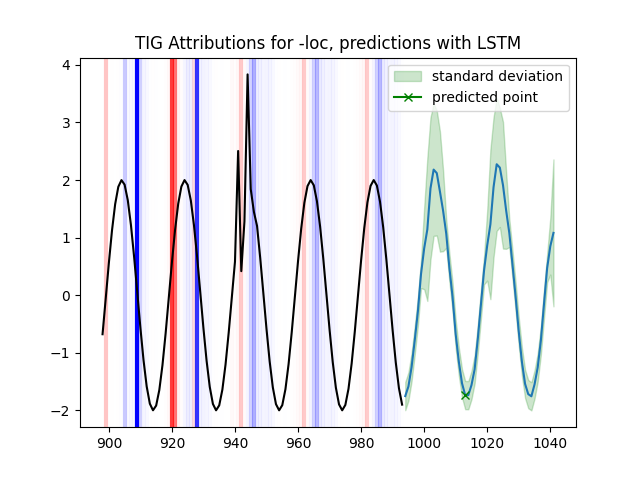 TIG Attributions for -loc, predictions with LSTM
standard deviation
predicted point
4
3
2
1
0
−1
−2
900 920 940 960 980 1000 1020 1040